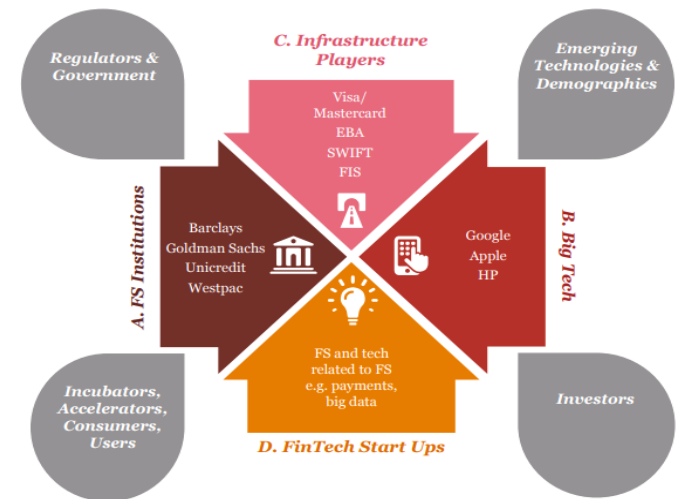 Regulators &
Government
C. Infrastructure
Players
Emerging
Technologies &
Demographics
Visa/
Mastercard
EBA
SWIFT
FIS
A. FS Institutions
Barclays
Goldman Sachs
Unicredit
Westpac
Google
Apple
HP
B. Big Tech
FS and tech
related to FS
e.g. payments,
big data
D. FinTech Start Ups
Incubators,
Accelerators,
Consumers,
Users
Investors